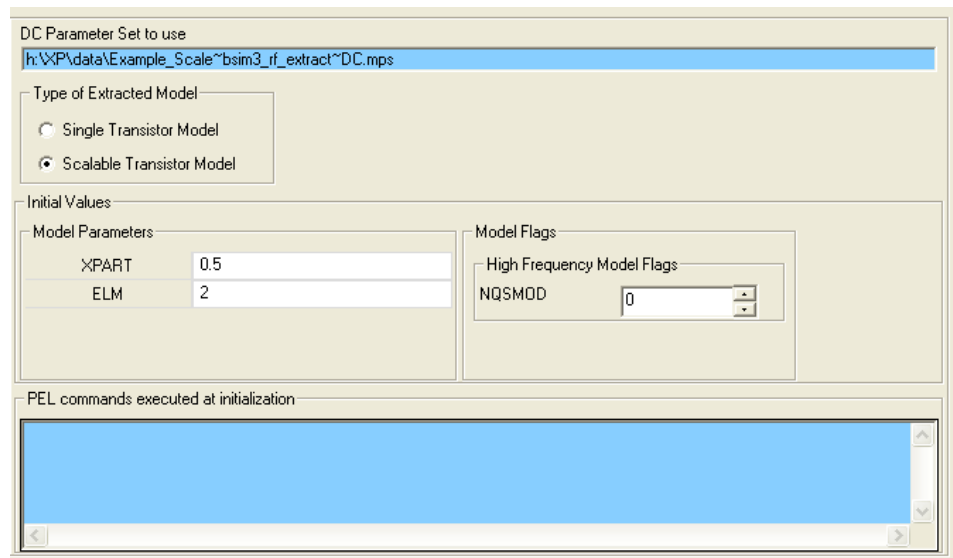 DC Parameter Set to use
h:\XP\data\Example_Scale~bsim3_rf_extract~DC.mps
Type of Extracted Model
Single Transistor Model
Scalable Transistor Model
Initial Values
Model Parameters
XPART 0.5
ELM 2
Model Flags
High Frequency Model Flags
NQSMOD 0
PEL commands executed at initialization